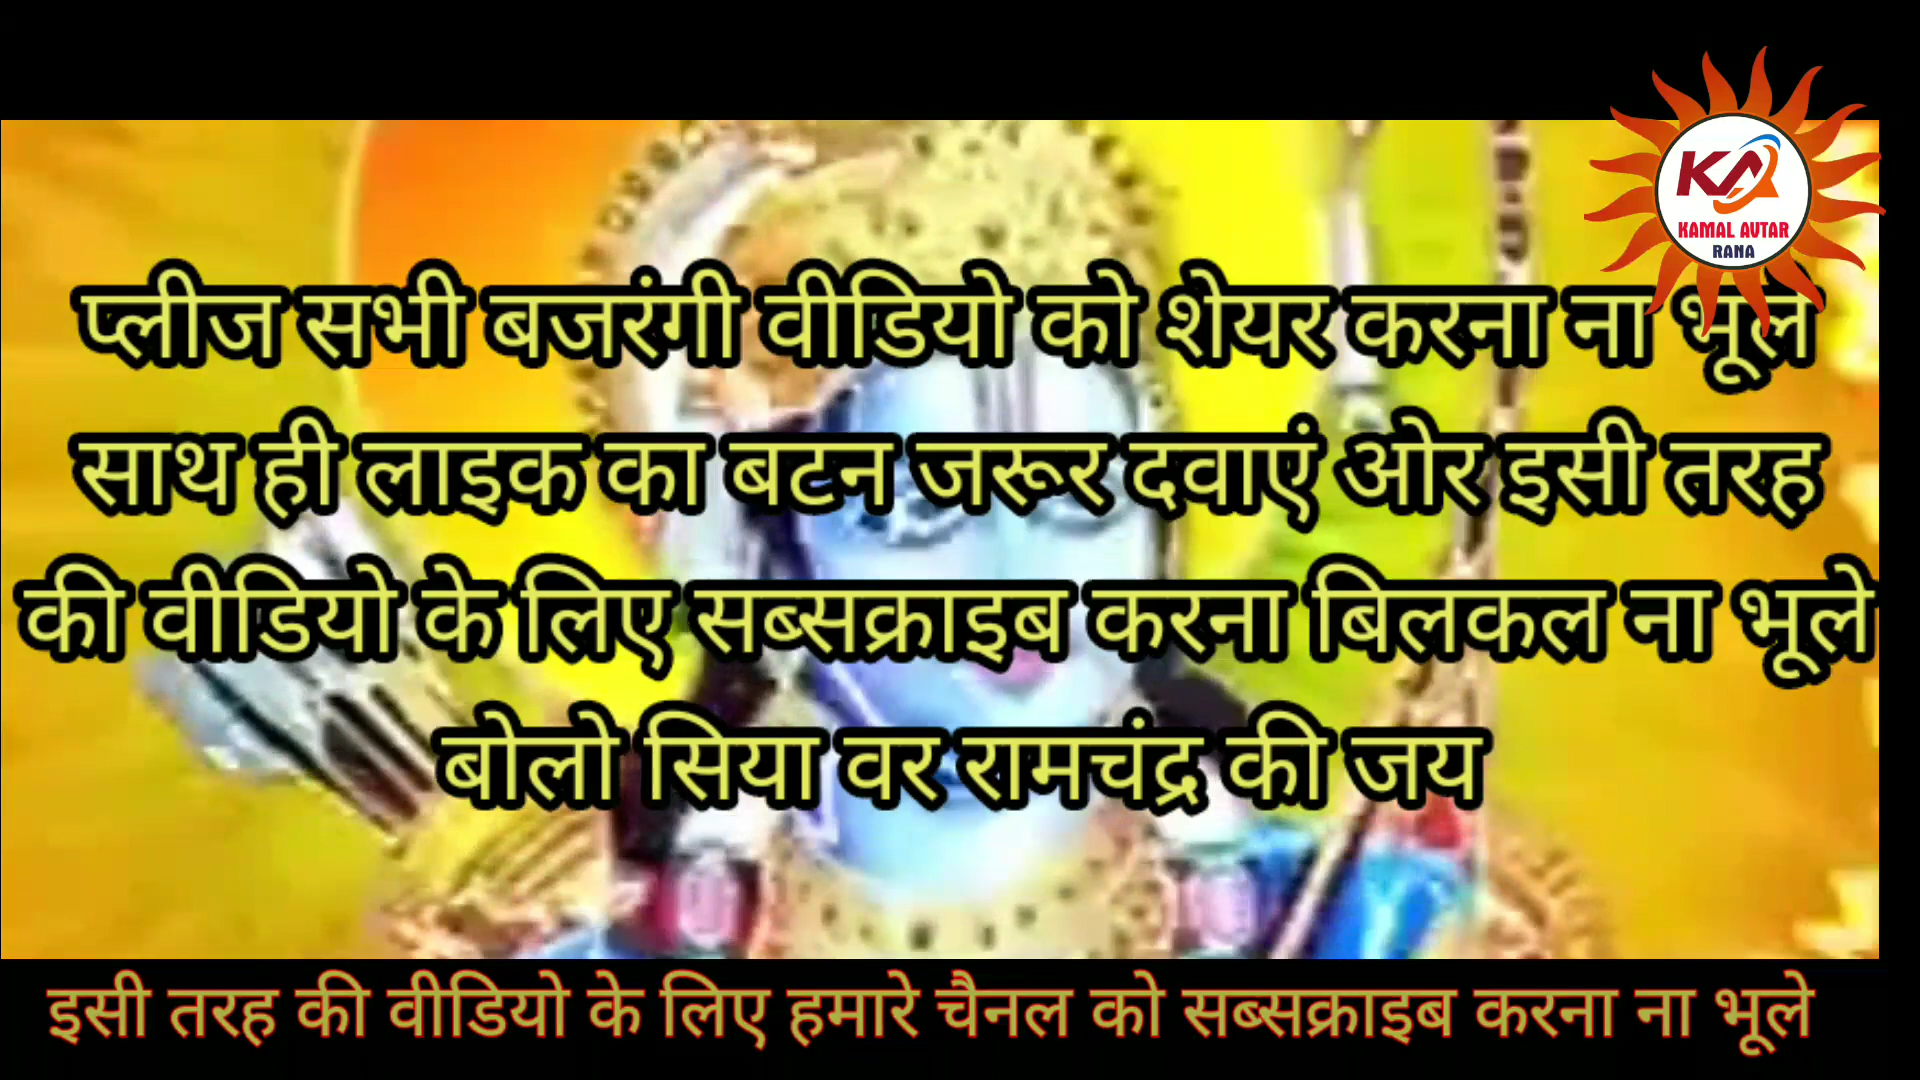 KA
KAMAL AVTAR
RANA
प्लीज सभी बजरंगी वीडियो को शेयर करना ना भूले
साथ ही लाइक का बटन जरूर दवाएं ओर इसी तरह
की वीडियो के लिए सब्सक्राइब करना बिलकल ना भूले
बोलो सिया वर रामचंद्र की जय
इसी तरह की वीडियो के लिए हमारे चैनल को सब्सक्राइब करना ना भूले